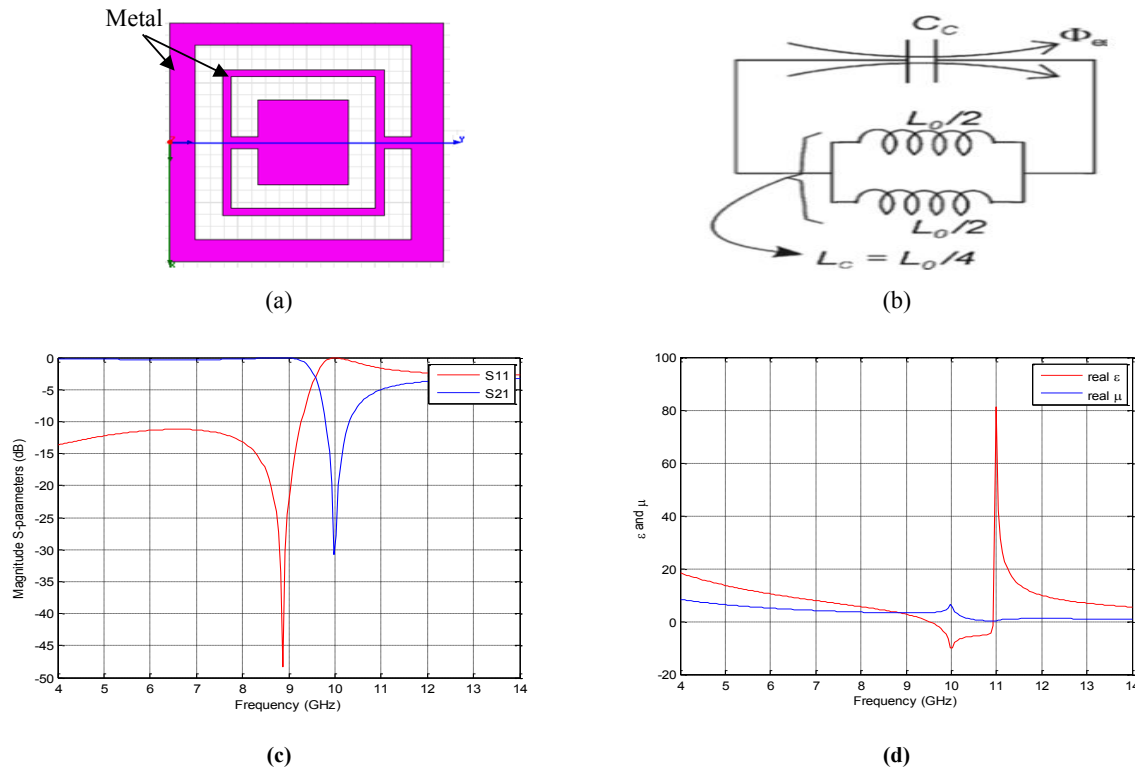 Metal
Y
X
(a)
C_C
Φ_ex
L_0/2
L_0/2
L_C = L_0/4
(b)
Magnitude S-parameters (dB)
0
-5
-10
-15
-20
-25
-30
-35
-40
-45
-50
4 5 6 7 8 9 10 11 12 13 14
Frequency (GHz)
S11
S21
(c)
ε and μ
100
80
60
40
20
0
-20
4 5 6 7 8 9 10 11 12 13 14
Frequency (GHz)
real ε
real μ
(d)